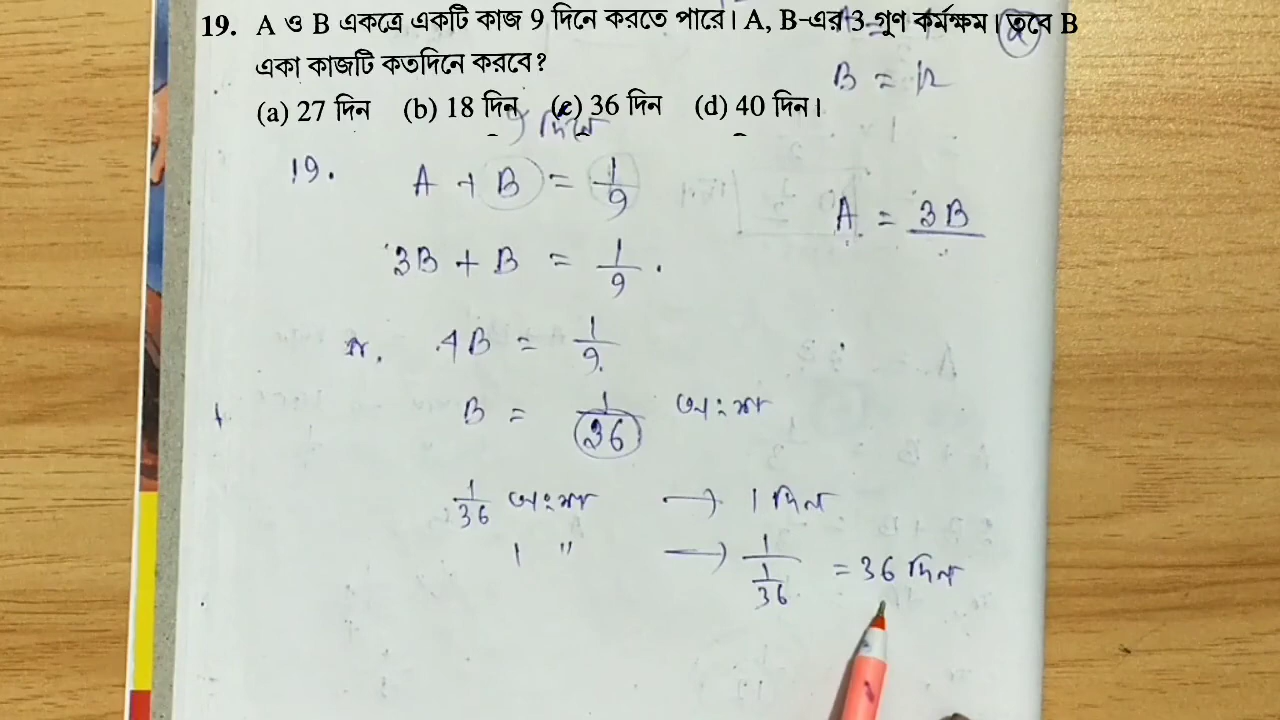 19. A ও B একত্রে একটি কাজ 9 দিনে করতে পারে। A, B-এর 3 গুণ কর্মক্ষম। তবে B
একা কাজটি কতদিনে করবে?
B =
(a) 27 দিন (b) 18 দিন (c) 36 দিন (d) 40 দিন।
দিনে
19. A + B = 1/9
A = 3B
3B + B = 1/9.
4B = 1/9
B = 1/36 অংশ
1/36 অংশ → 1 দিন
1 " → 1/(1/36) = 36 দিন